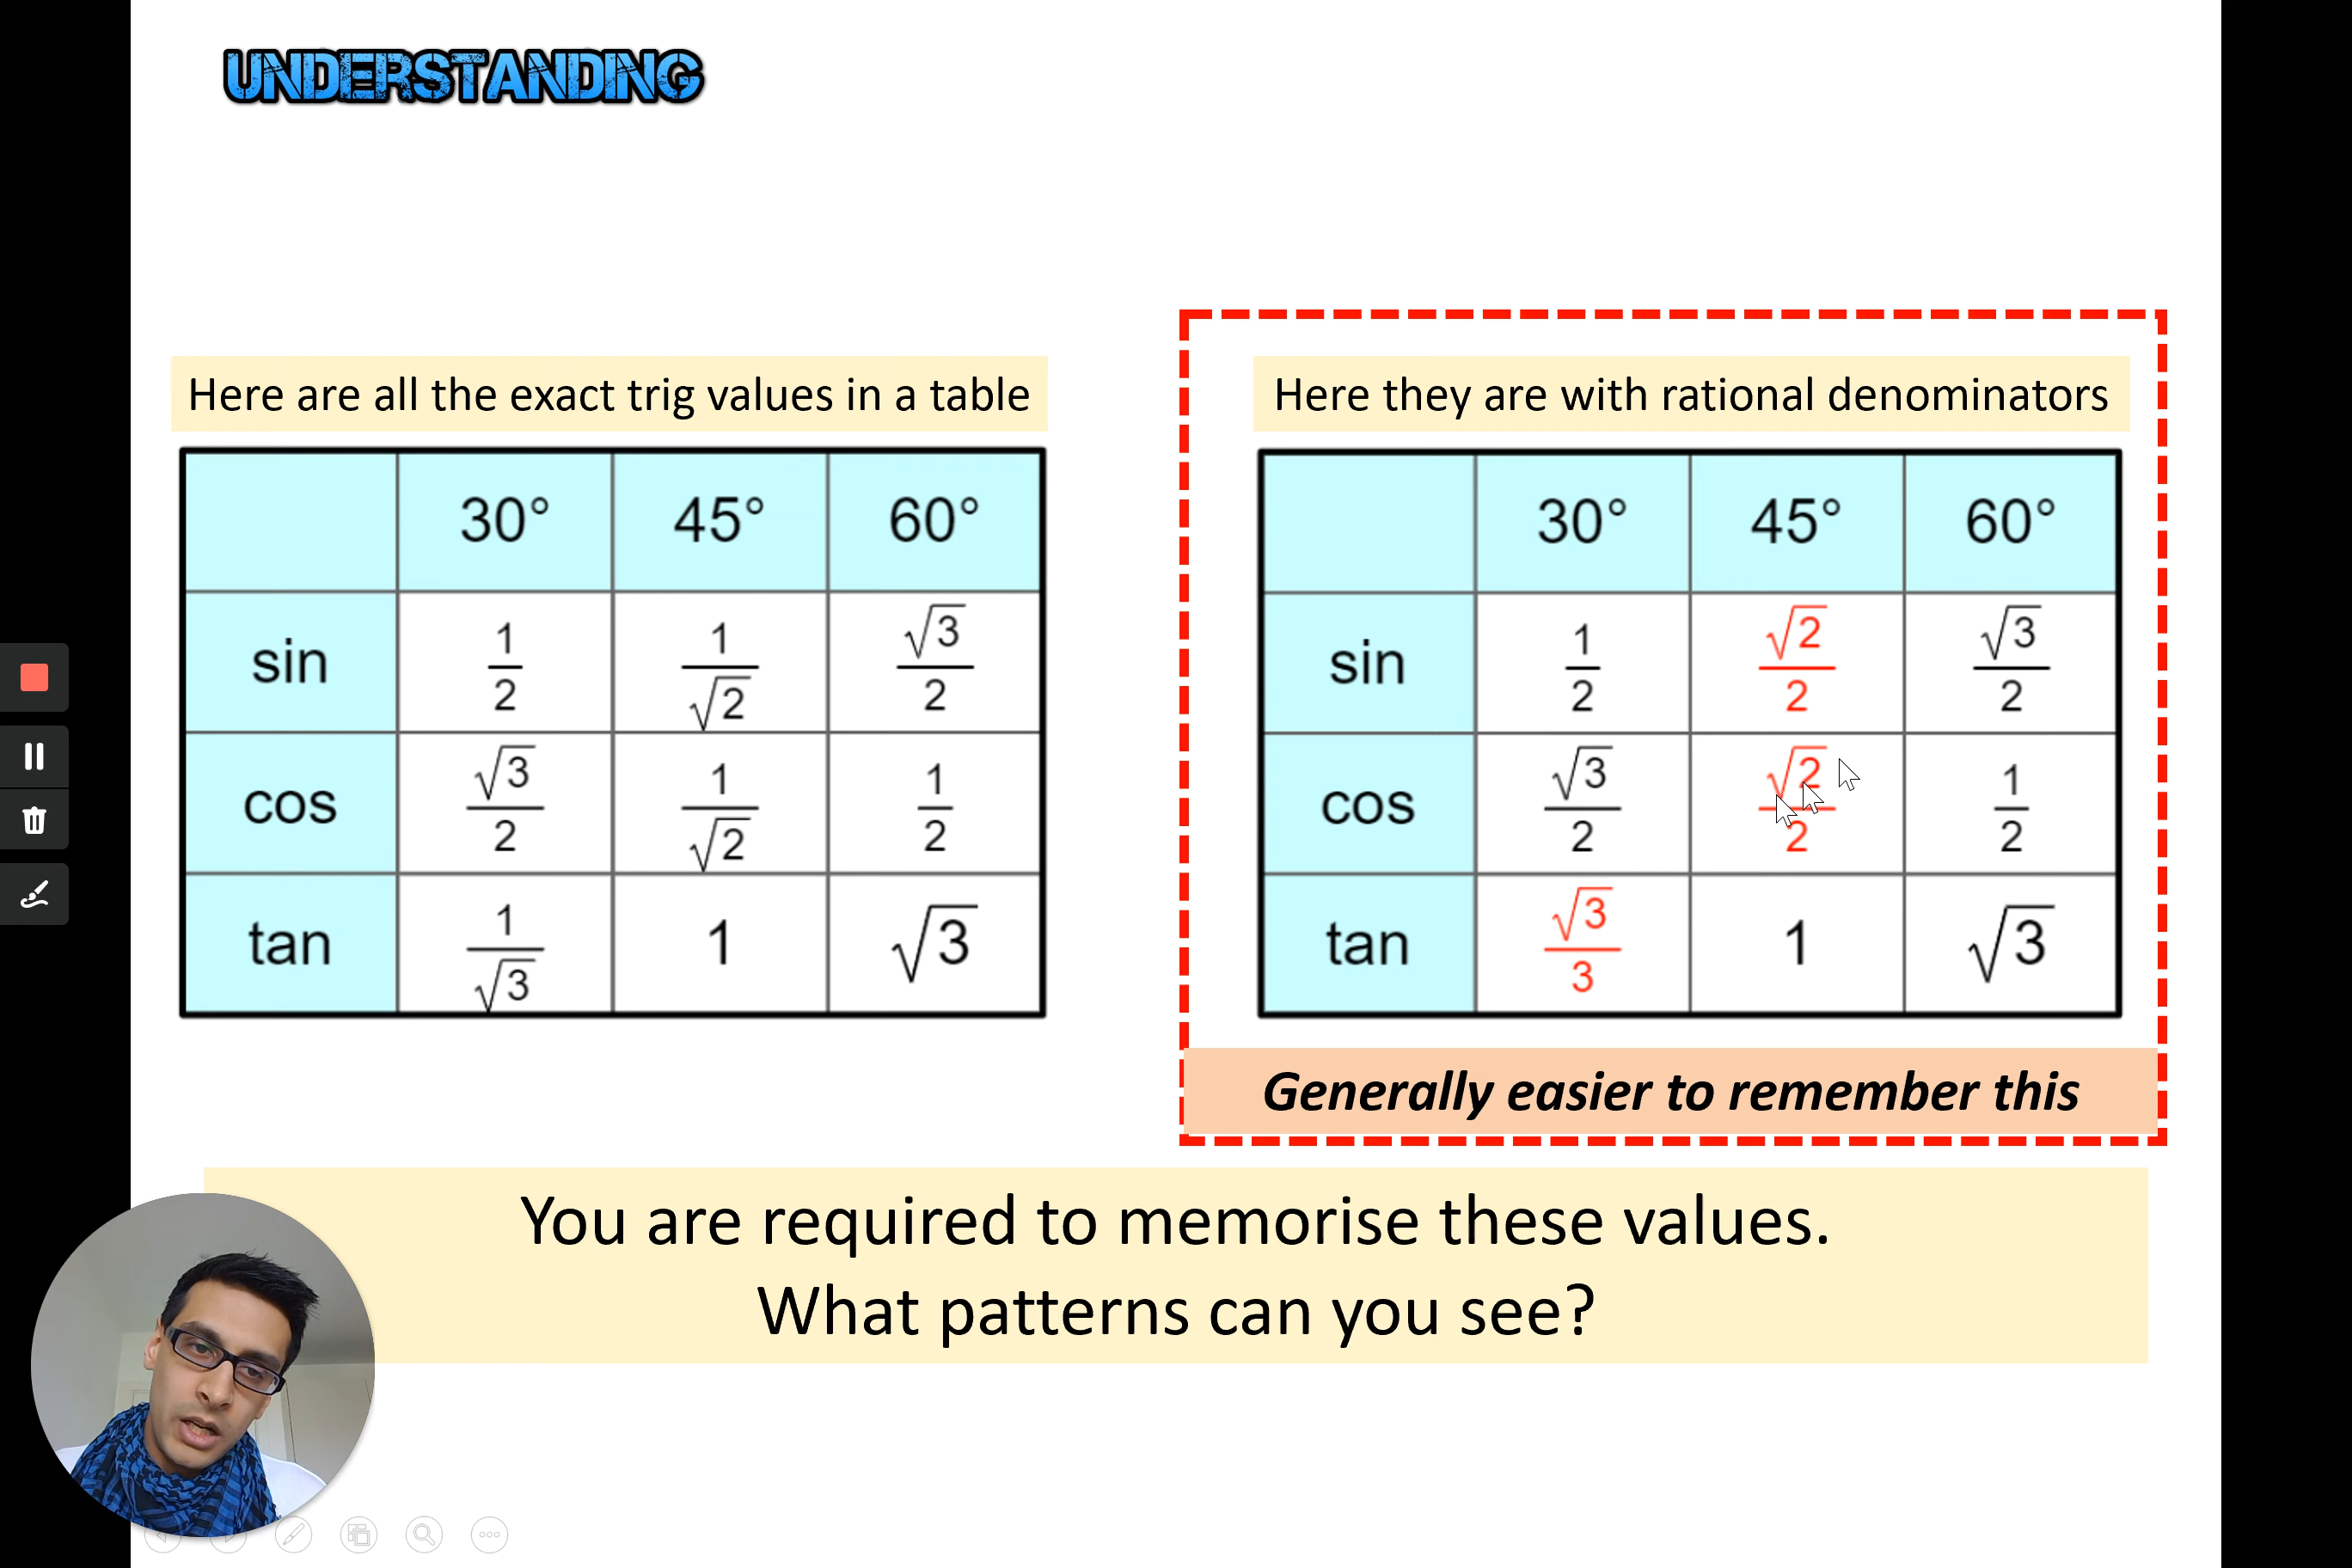 UNDERSTANDING
Here are all the exact trig values in a table
30° 45° 60°
sin 1/2 1/√2 √3/2
cos √3/2 1/√2 1/2
tan 1/√3 1 √3
Here they are with rational denominators
30° 45° 60°
sin 1/2 √2/2 √3/2
cos √3/2 √2/2 1/2
tan √3/3 1 √3
Generally easier to remember this
You are required to memorise these values.
What patterns can you see?